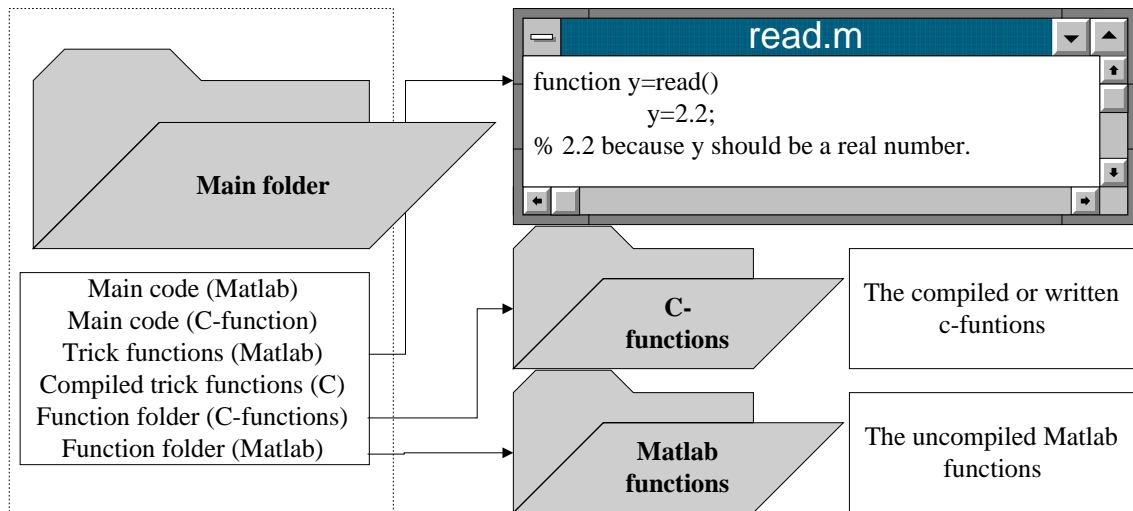 Main folder
Main code (Matlab)
Main code (C-function)
Trick functions (Matlab)
Compiled trick functions (C)
Function folder (C-functions)
Function folder (Matlab)
read.m
function y=read()
y=2.2;
% 2.2 because y should be a real number.
C-
functions
The compiled or written
c-funtions
Matlab
functions
The uncompiled Matlab
functions